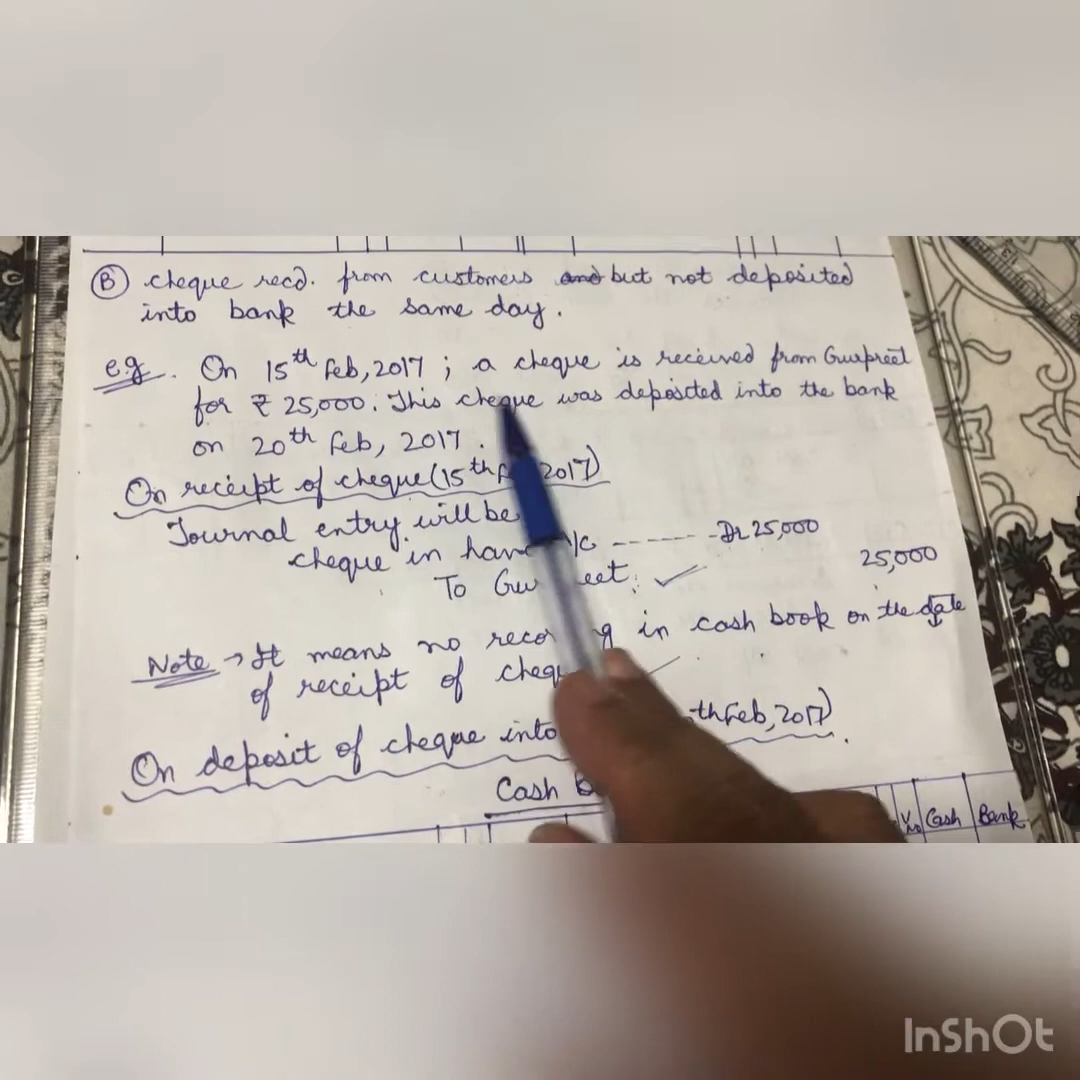 B cheque recd. from customers and but not deposited
into bank the same day.
e.g. On 15th Feb, 2017 ; a cheque is received from Gurpreet
for ₹ 25,000. This cheque was deposited into the bank
on 20th Feb, 2017.
On receipt of cheque (15th 2017)
Journal entry will be
cheque in A/c ------- Dr 25,000
To 25,000
Note → It means no in cash book on the date
of receipt of
On deposit of cheque into Feb, 2017)
Cash
Cash Bank
InShOt